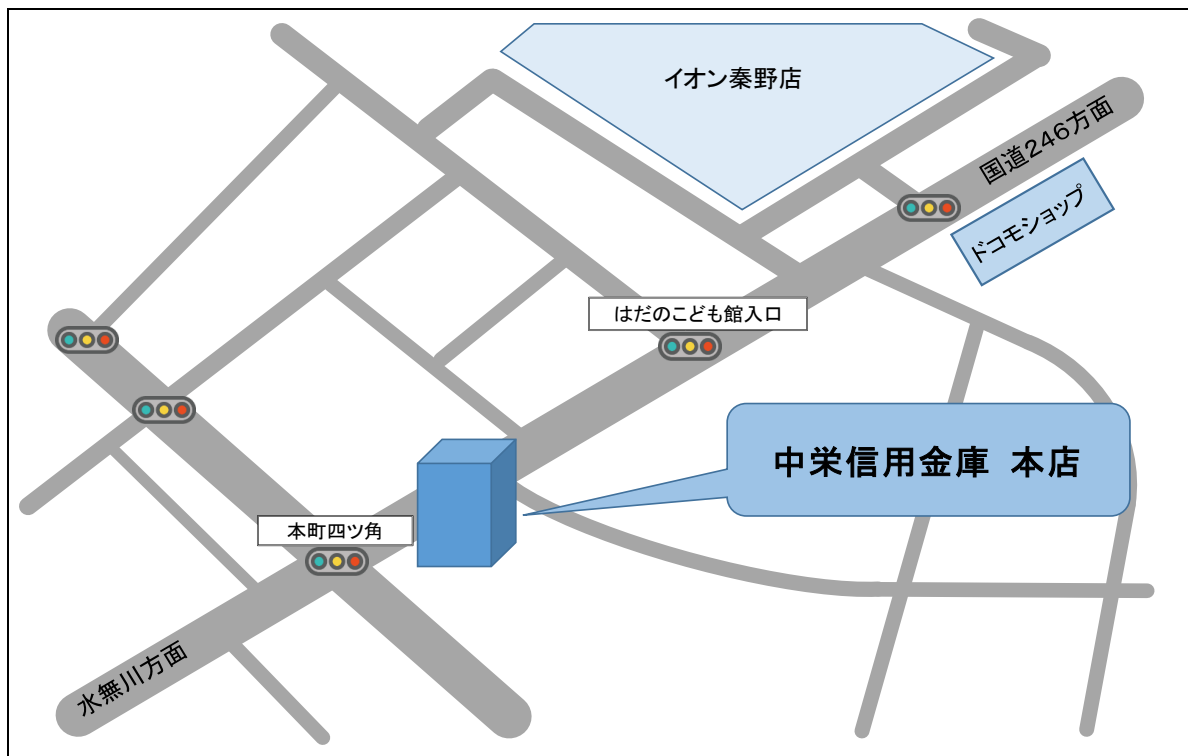 イオン秦野店
国道246方面
ドコモショップ
はだのこども館入口
中栄信用金庫 本店
本町四ツ角
水無川方面